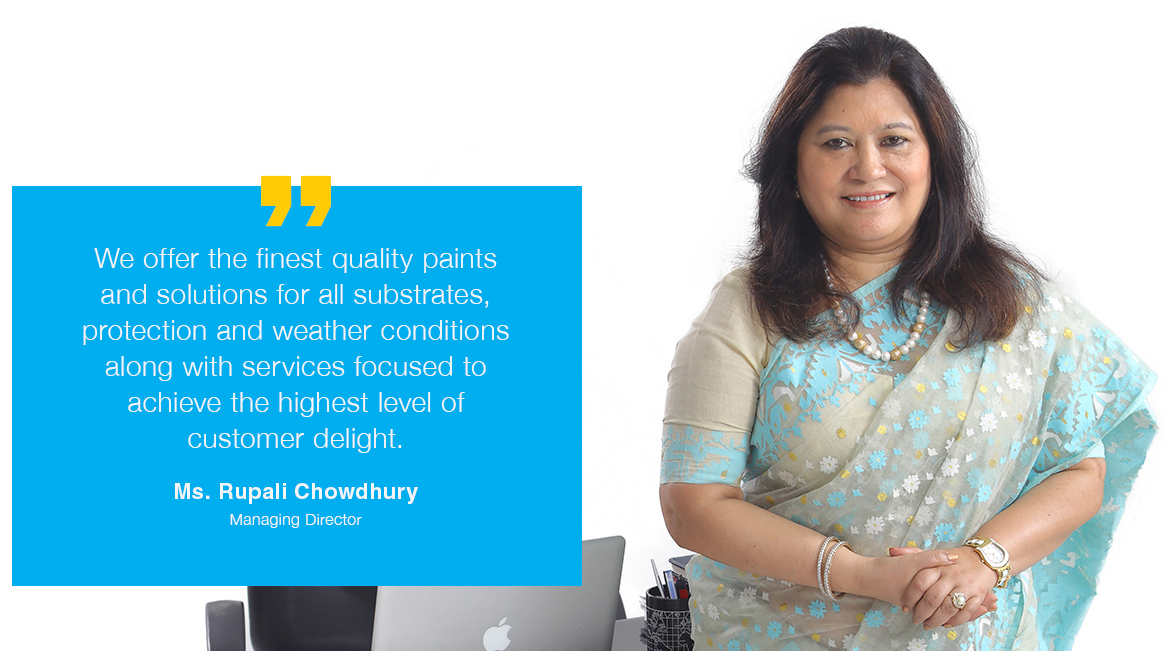 We offer the finest quality paints
and solutions for all substrates,
protection and weather conditions
along with services focused to
achieve the highest level of
customer delight.
Ms. Rupali Chowdhury
Managing Director